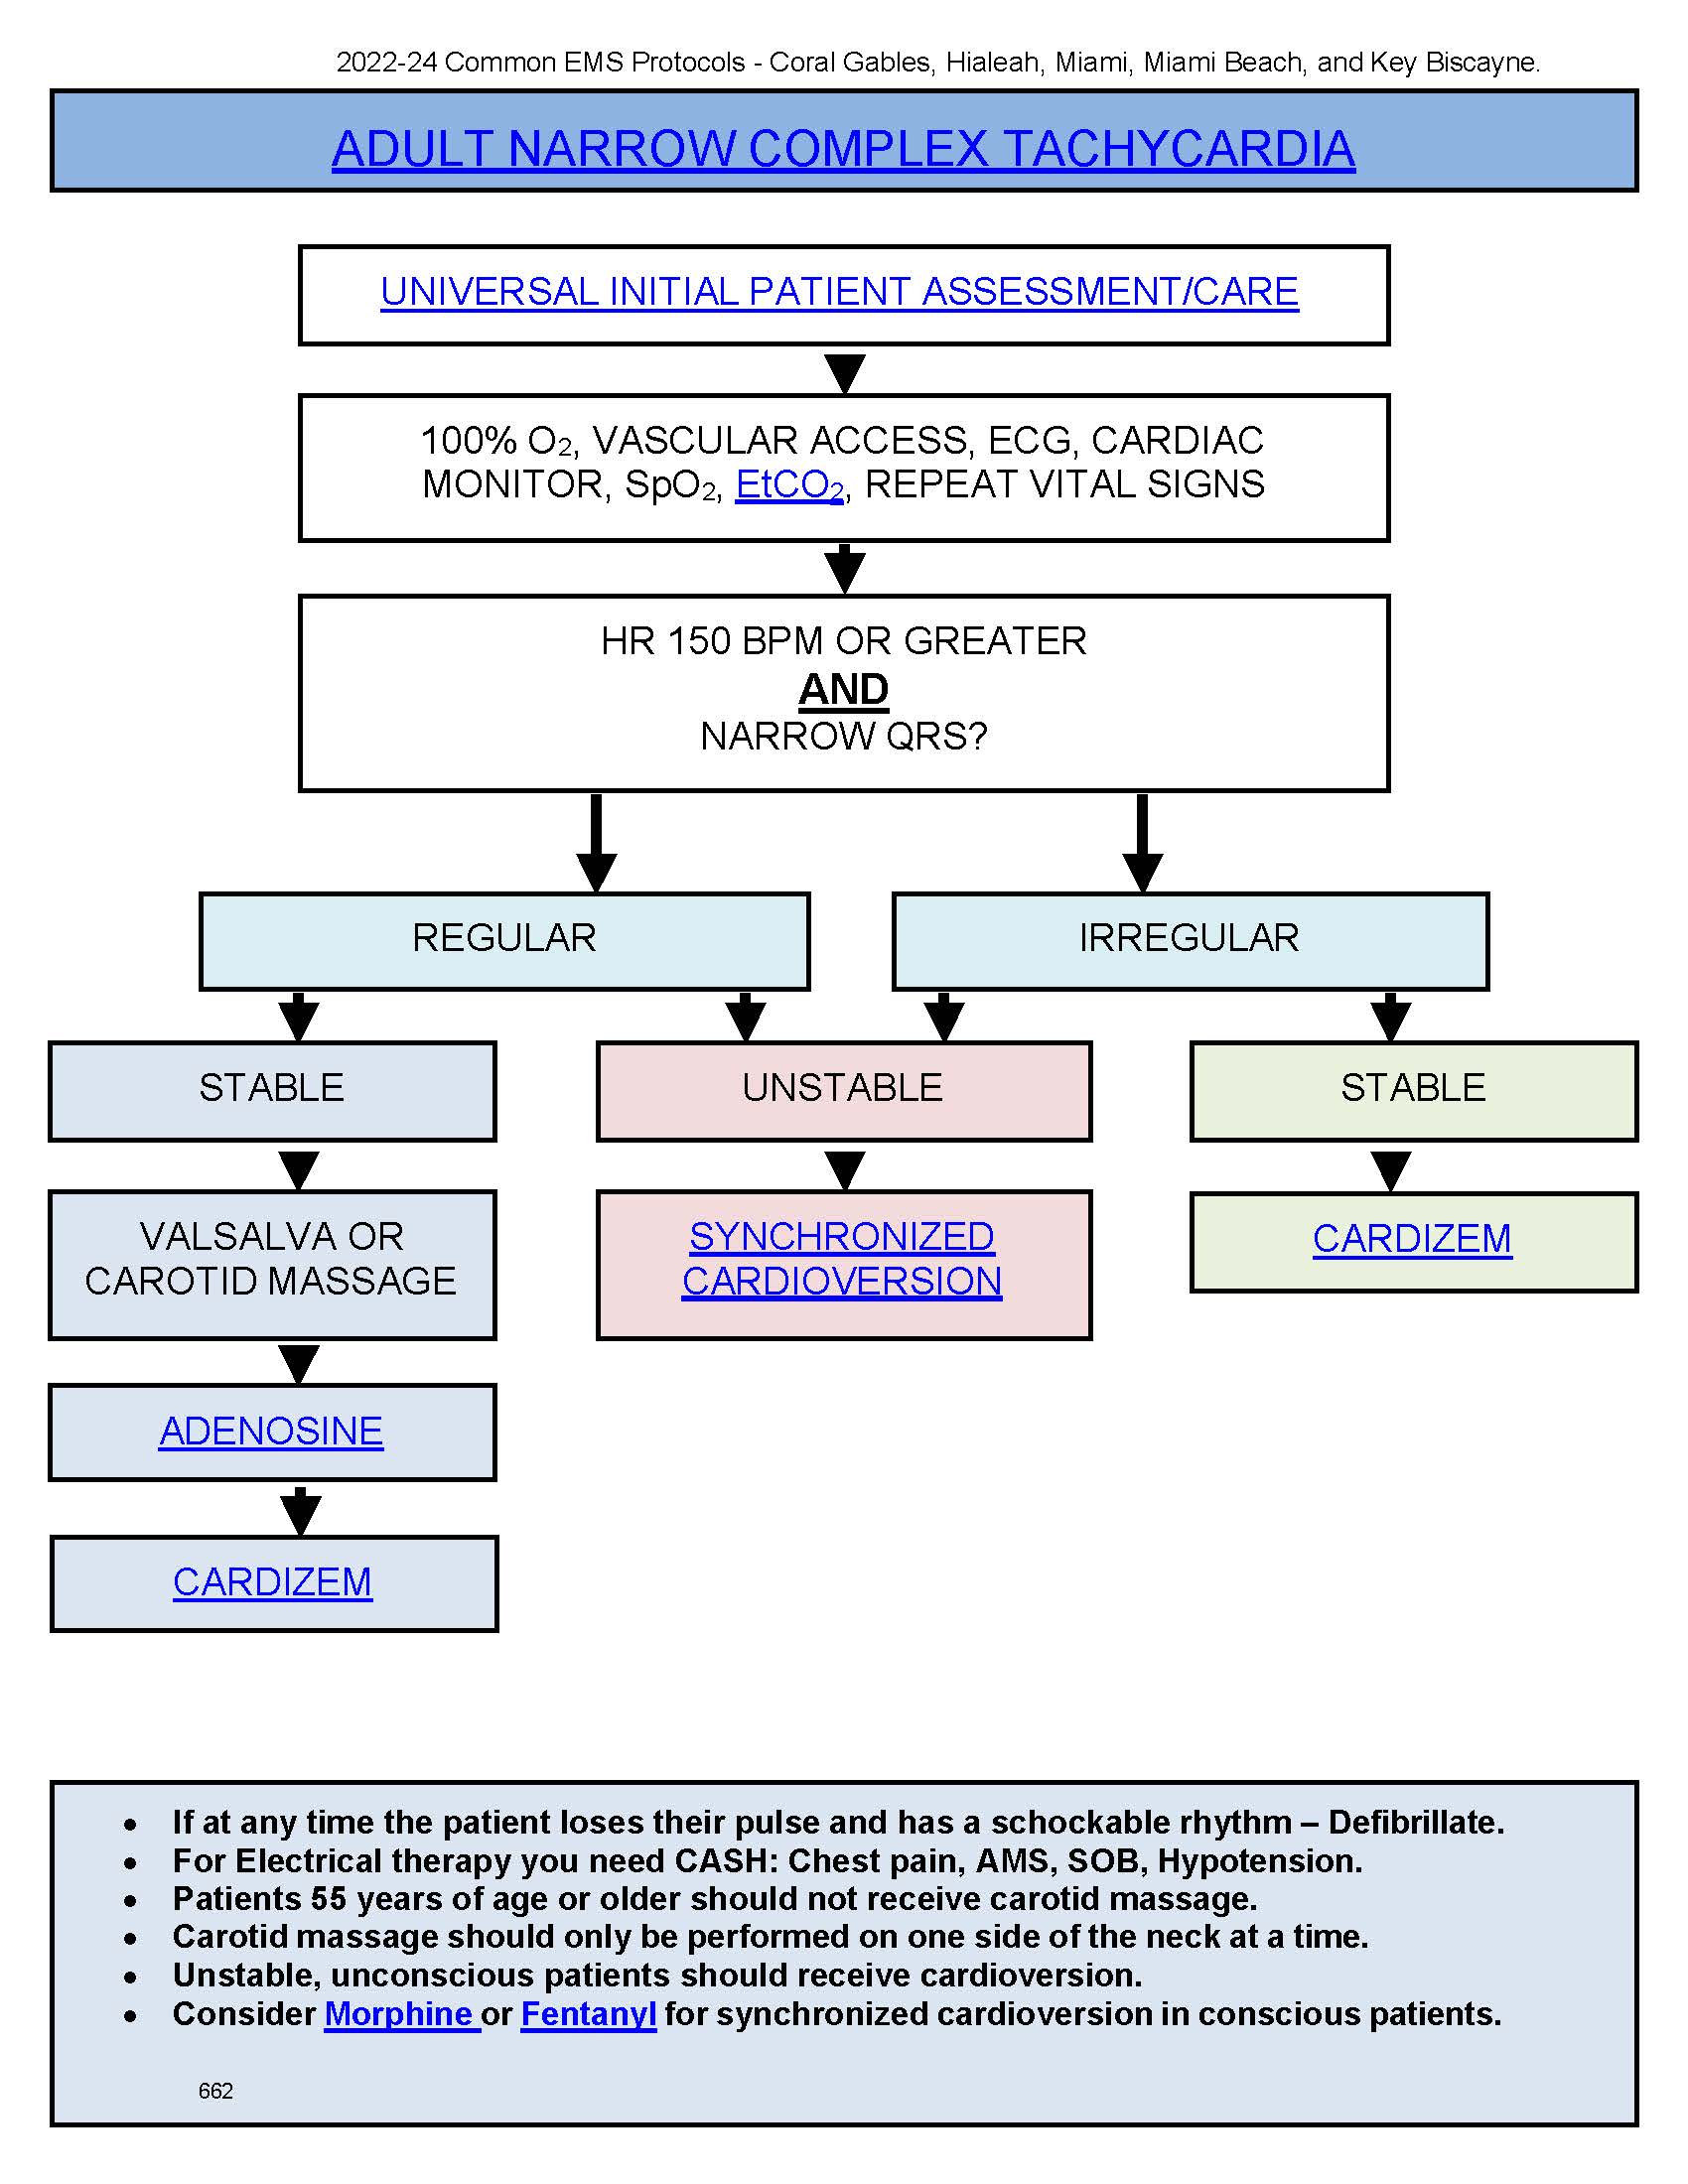 2022-24 Common EMS Protocols - Coral Gables, Hialeah, Miami, Miami Beach, and Key Biscayne.
ADULT NARROW COMPLEX TACHYCARDIA
UNIVERSAL INITIAL PATIENT ASSESSMENT/CARE
100% O₂, VASCULAR ACCESS, ECG, CARDIAC
MONITOR, SpO₂, EtCO₂, REPEAT VITAL SIGNS
HR 150 BPM OR GREATER
AND
NARROW QRS?
REGULAR
IRREGULAR
STABLE
UNSTABLE
STABLE
VALSALVA OR
CAROTID MASSAGE
SYNCHRONIZED
CARDIOVERSION
CARDIZEM
ADENOSINE
CARDIZEM
• If at any time the patient loses their pulse and has a schockable rhythm – Defibrillate.
• For Electrical therapy you need CASH: Chest pain, AMS, SOB, Hypotension.
• Patients 55 years of age or older should not receive carotid massage.
• Carotid massage should only be performed on one side of the neck at a time.
• Unstable, unconscious patients should receive cardioversion.
• Consider Morphine or Fentanyl for synchronized cardioversion in conscious patients.
662